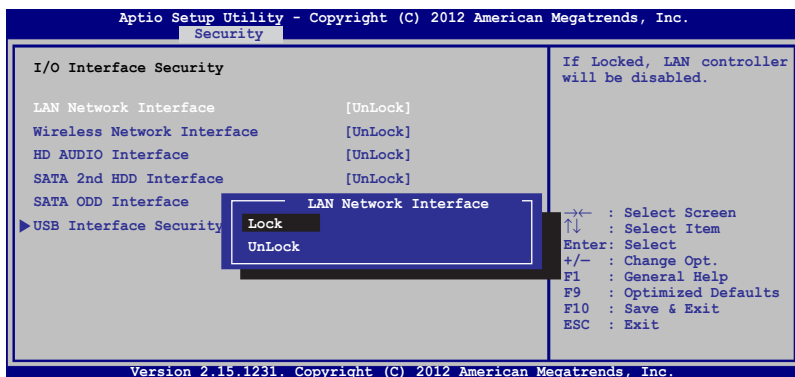 Aptio Setup Utility - Copyright (C) 2012 American Megatrends, Inc.
Security
I/O Interface Security
LAN Network Interface [UnLock]
Wireless Network Interface [UnLock]
HD AUDIO Interface [UnLock]
SATA 2nd HDD Interface [UnLock]
SATA ODD Interface
USB Interface Security
LAN Network Interface
Lock
UnLock
If Locked, LAN controller
will be disabled.
→← : Select Screen
↑↓ : Select Item
Enter: Select
+/— : Change Opt.
F1 : General Help
F9 : Optimized Defaults
F10 : Save & Exit
ESC : Exit
Version 2.15.1231. Copyright (C) 2012 American Megatrends, Inc.